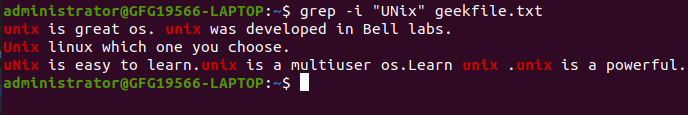 administrator@GFG19566-LAPTOP:~$ grep -i "UNix" geekfile.txt
unix is great os. unix was developed in Bell labs.
Unix linux which one you choose.
uNix is easy to learn.unix is a multiuser os.Learn unix .unix is a powerful.
administrator@GFG19566-LAPTOP:~$